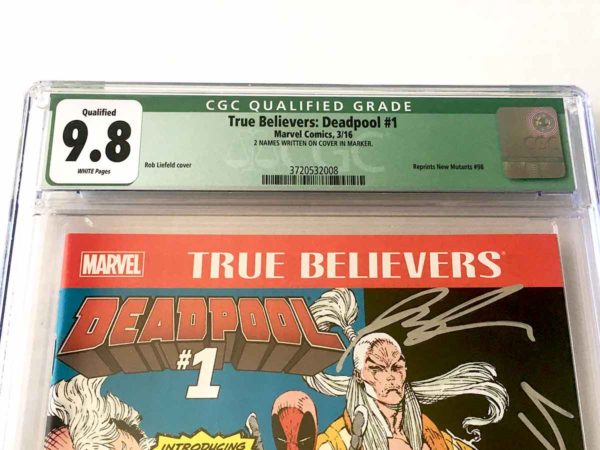 CGC QUALIFIED GRADE
Qualified
9.8
WHITE Pages
True Believers: Deadpool #1
Marvel Comics, 3/16
2 NAMES WRITTEN ON COVER IN MARKER.
Rob Liefeld cover
Reprints New Mutants #98
3720532008
CGC
MARVEL
TRUE BELIEVERS
DEADPOOL
#1
INTRODUCING